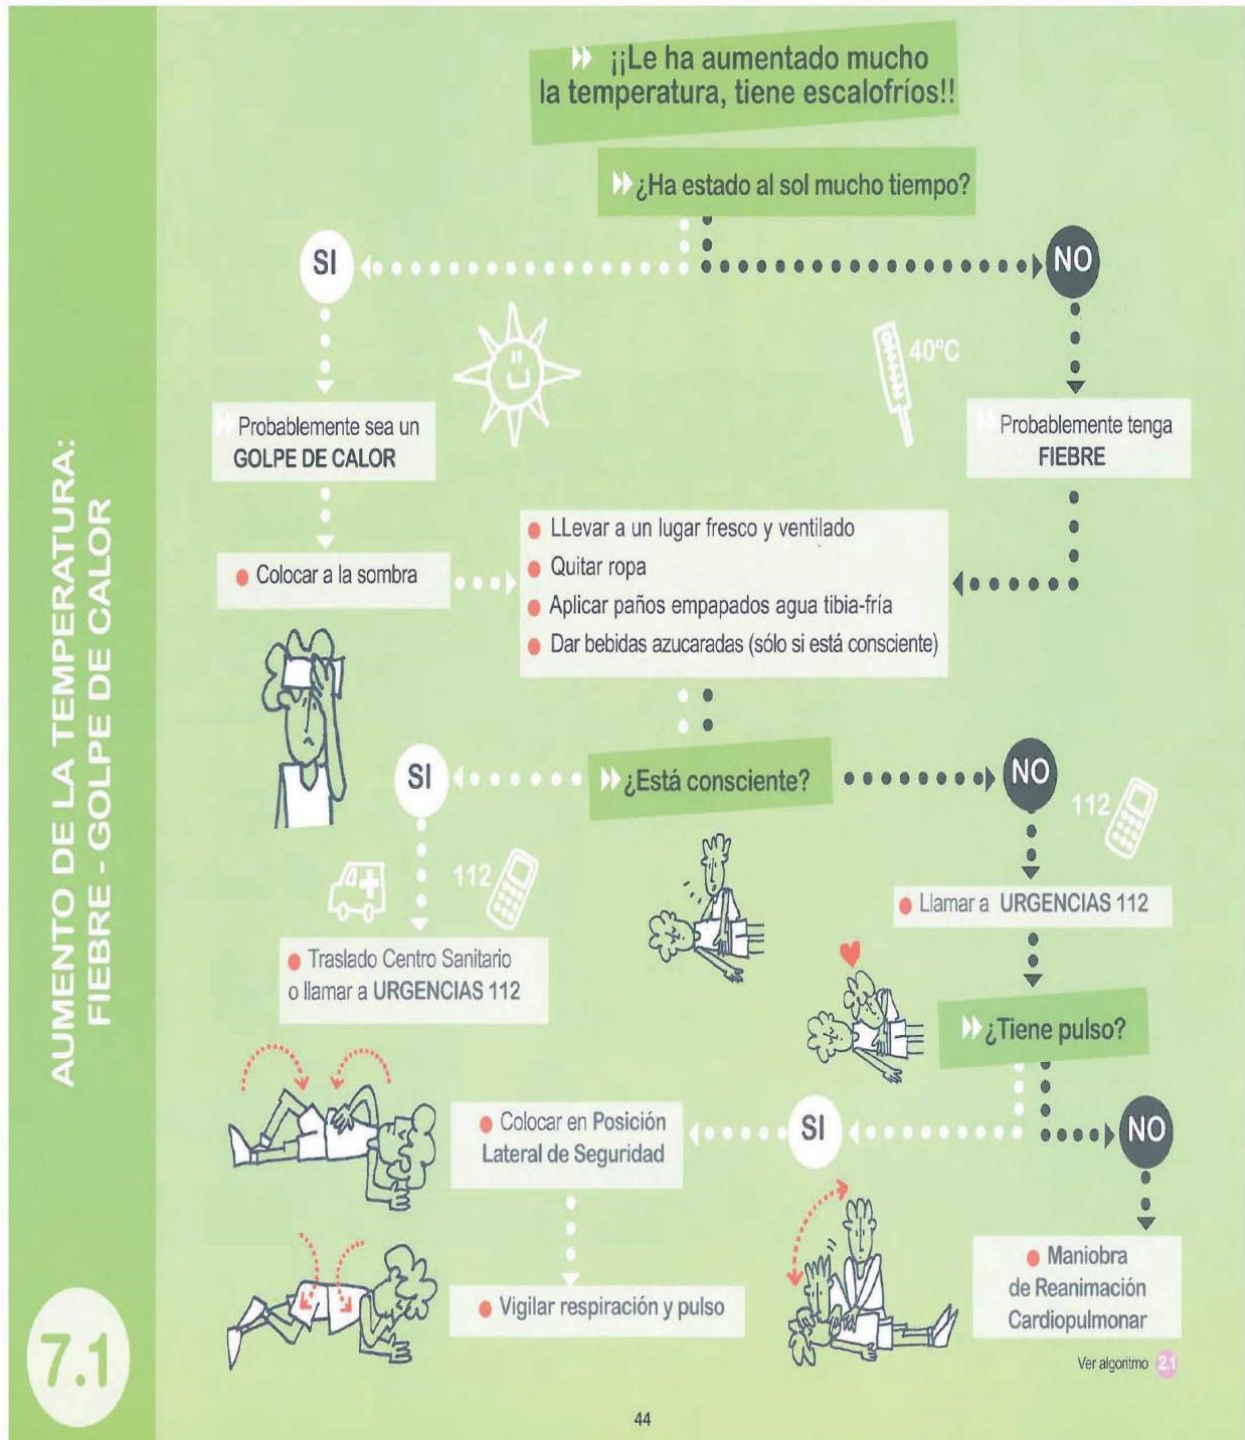 AUMENTO DE LA TEMPERATURA:
FIEBRE - GOLPE DE CALOR
7.1
¡¡Le ha aumentado mucho
la temperatura, tiene escalofríos!!
¿Ha estado al sol mucho tiempo?
SI
NO
40ºC
Probablemente sea un
GOLPE DE CALOR
Probablemente tenga
FIEBRE
Colocar a la sombra
LLevar a un lugar fresco y ventilado
Quitar ropa
Aplicar paños empapados agua tibia-fría
Dar bebidas azucaradas (sólo si está consciente)
¿Está consciente?
SI
NO
112
112
Traslado Centro Sanitario
o llamar a URGENCIAS 112
Llamar a URGENCIAS 112
¿Tiene pulso?
SI
NO
Colocar en Posición
Lateral de Seguridad
Vigilar respiración y pulso
Maniobra
de Reanimación
Cardiopulmonar
Ver algoritmo 2.1
44